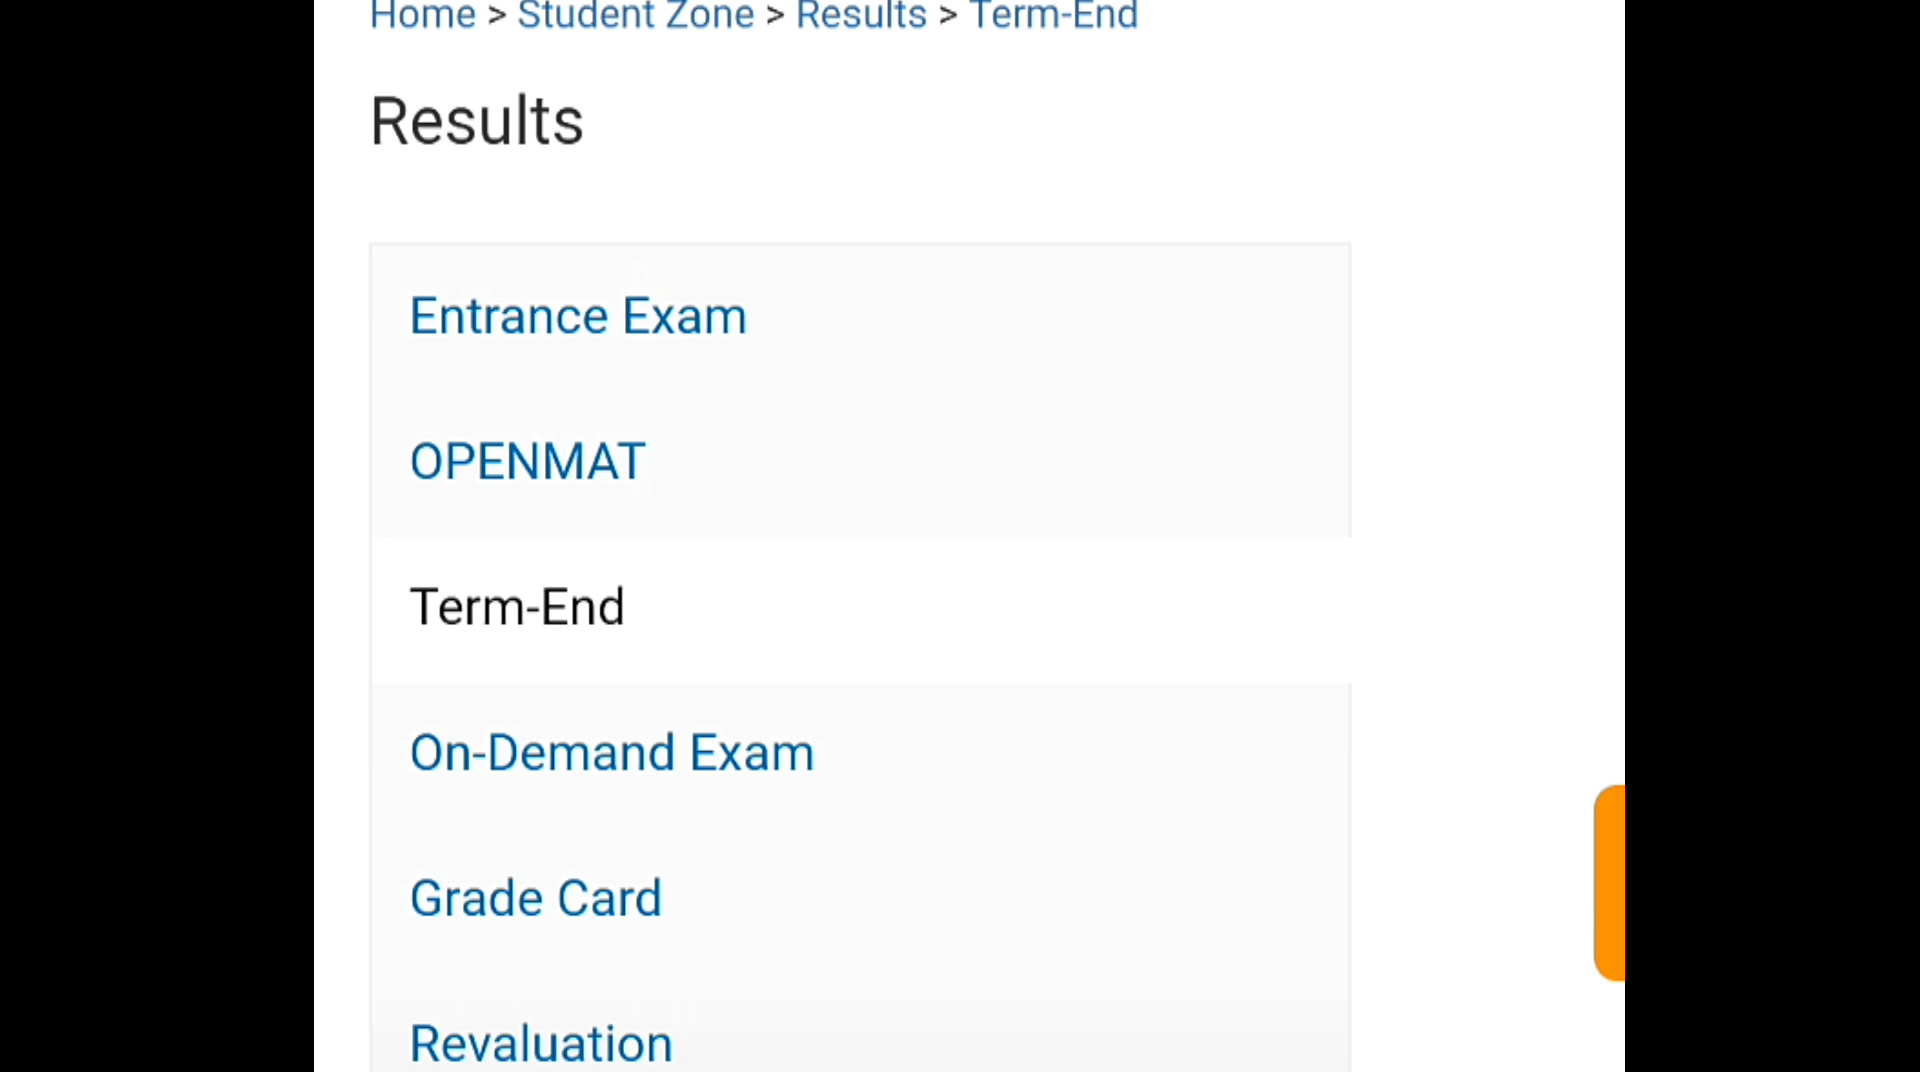 Home > Student Zone > Results > Term-End
Results
Entrance Exam
OPENMAT
Term-End
On-Demand Exam
Grade Card
Revaluation